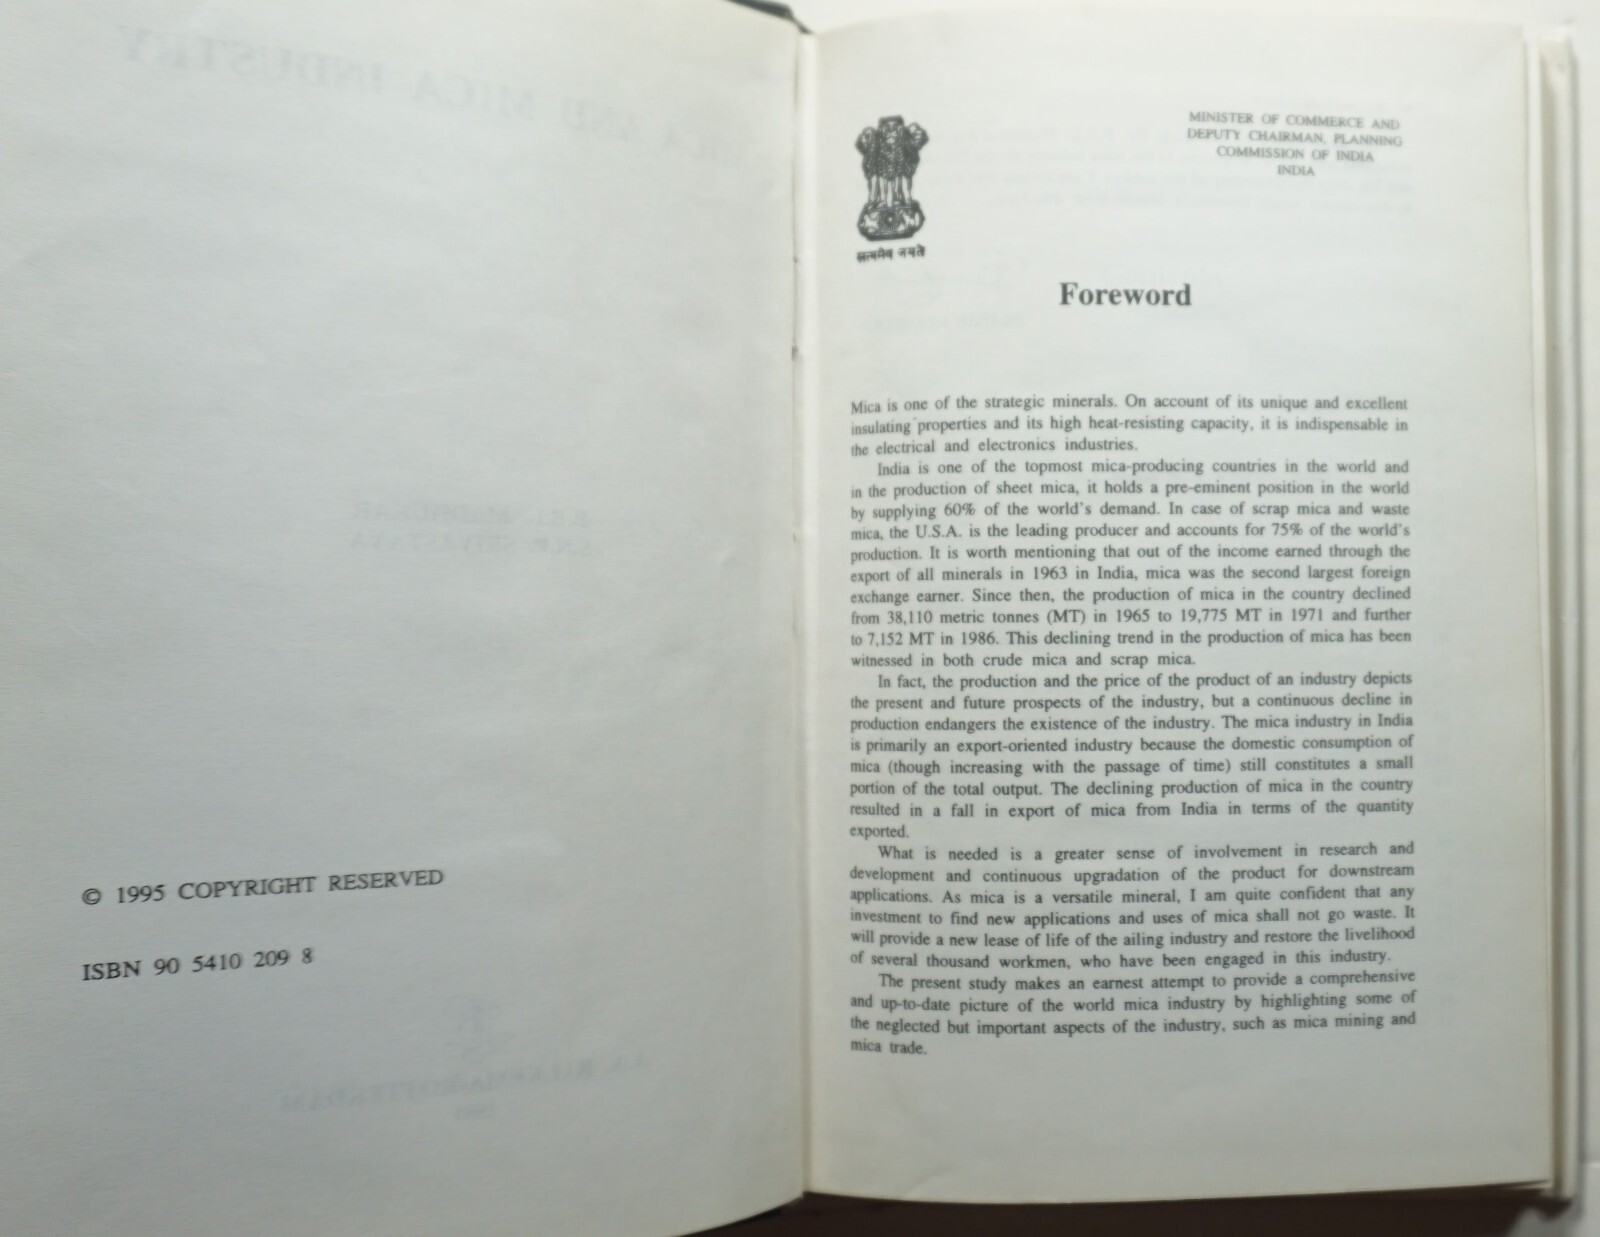 © 1995 COPYRIGHT RESERVED
ISBN 90 5410 209 8
MINISTER OF COMMERCE AND
DEPUTY CHAIRMAN, PLANNING
COMMISSION OF INDIA
INDIA
सत्यमेव जयते
Foreword
Mica is one of the strategic minerals. On account of its unique and excellent
insulating properties and its high heat-resisting capacity, it is indispensable in
the electrical and electronics industries.
India is one of the topmost mica-producing countries in the world and
in the production of sheet mica, it holds a pre-eminent position in the world
by supplying 60% of the world's demand. In case of scrap mica and waste
mica, the U.S.A. is the leading producer and accounts for 75% of the world's
production. It is worth mentioning that out of the income earned through the
export of all minerals in 1963 in India, mica was the second largest foreign
exchange earner. Since then, the production of mica in the country declined
from 38,110 metric tonnes (MT) in 1965 to 19,775 MT in 1971 and further
to 7,152 MT in 1986. This declining trend in the production of mica has been
witnessed in both crude mica and scrap mica.
In fact, the production and the price of the product of an industry depicts
the present and future prospects of the industry, but a continuous decline in
production endangers the existence of the industry. The mica industry in India
is primarily an export-oriented industry because the domestic consumption of
mica (though increasing with the passage of time) still constitutes a small
portion of the total output. The declining production of mica in the country
resulted in a fall in export of mica from India in terms of the quantity
exported.
What is needed is a greater sense of involvement in research and
development and continuous upgradation of the product for downstream
applications. As mica is a versatile mineral, I am quite confident that any
investment to find new applications and uses of mica shall not go waste. It
will provide a new lease of life of the ailing industry and restore the livelihood
of several thousand workmen, who have been engaged in this industry.
The present study makes an earnest attempt to provide a comprehensive
and up-to-date picture of the world mica industry by highlighting some of
the neglected but important aspects of the industry, such as mica mining and
mica trade.